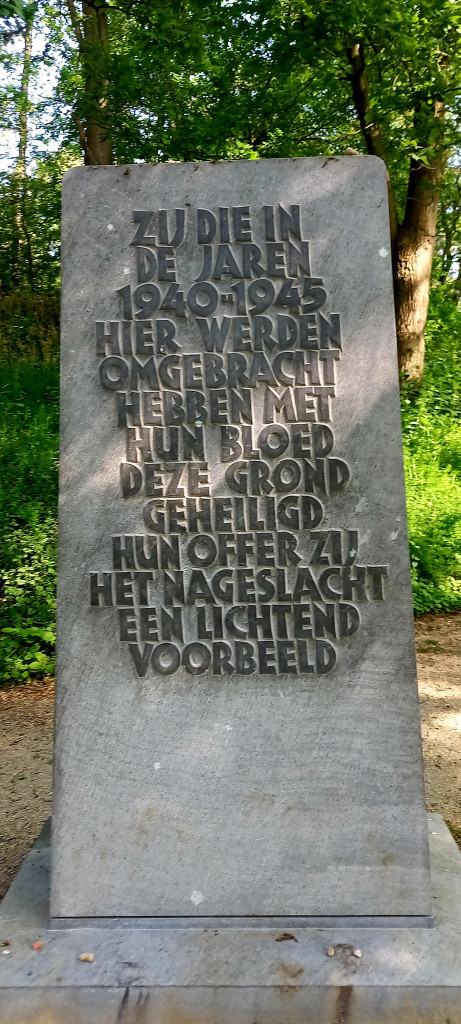 ZIJ DIE IN
DE JAREN
1940-1945
HIER WERDEN
OMGEBRACHT
HEBBEN MET
HUN BLOED
DEZE GROND
GEHEILIGD
HUN OFFER ZIJ
HET NAGESLACHT
EEN LICHTEND
VOORBEELD